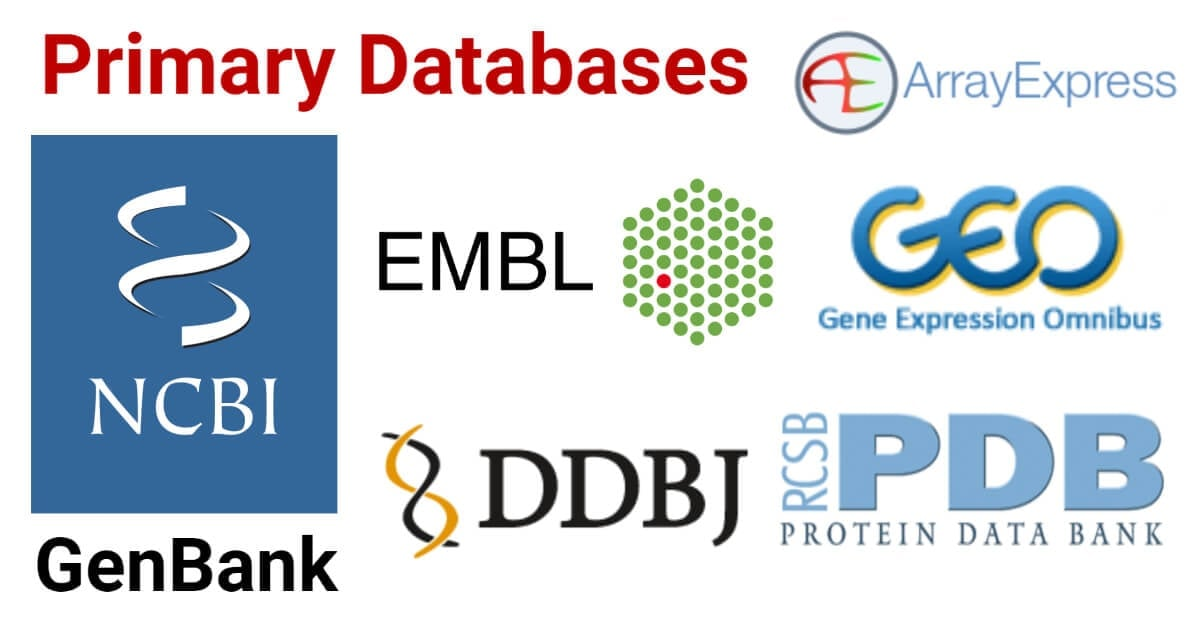 Primary Databases
ArrayExpress
NCBI
GenBank
EMBL
DDBJ
GEO
Gene Expression Omnibus
RCSB PDB
PROTEIN DATA BANK